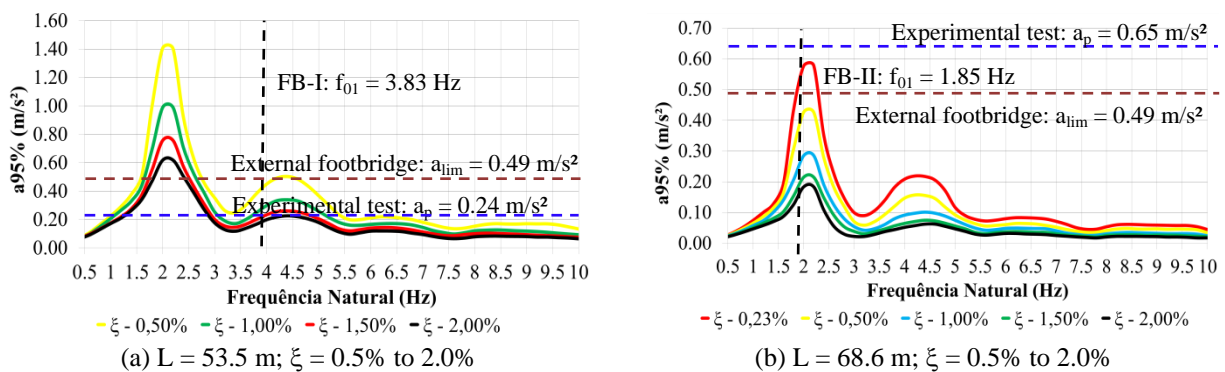 a95% (m/s²)
1.60
1.40
1.20
1.00
0.80
0.60
0.40
0.20
0.00
FB-I: f01 = 3.83 Hz
External footbridge: alim = 0.49 m/s²
Experimental test: ap = 0.24 m/s²
0.5 1 1.5 2 2.5 3 3.5 4 4.5 5 5.5 6 6.5 7 7.5 8 8.5 9 9.5 10
Frequência Natural (Hz)
ξ - 0,50% ξ - 1,00% ξ - 1,50% ξ - 2,00%
(a) L = 53.5 m; ξ = 0.5% to 2.0%
a95% (m/s²)
0.70
0.60
0.50
0.40
0.30
0.20
0.10
0.00
Experimental test: ap = 0.65 m/s²
FB-II: f01 = 1.85 Hz
External footbridge: alim = 0.49 m/s²
0.5 1 1.5 2 2.5 3 3.5 4 4.5 5 5.5 6 6.5 7 7.5 8 8.5 9 9.5 10
Frequência Natural (Hz)
ξ - 0,23% ξ - 0,50% ξ - 1,00% ξ - 1,50% ξ - 2,00%
(b) L = 68.6 m; ξ = 0.5% to 2.0%